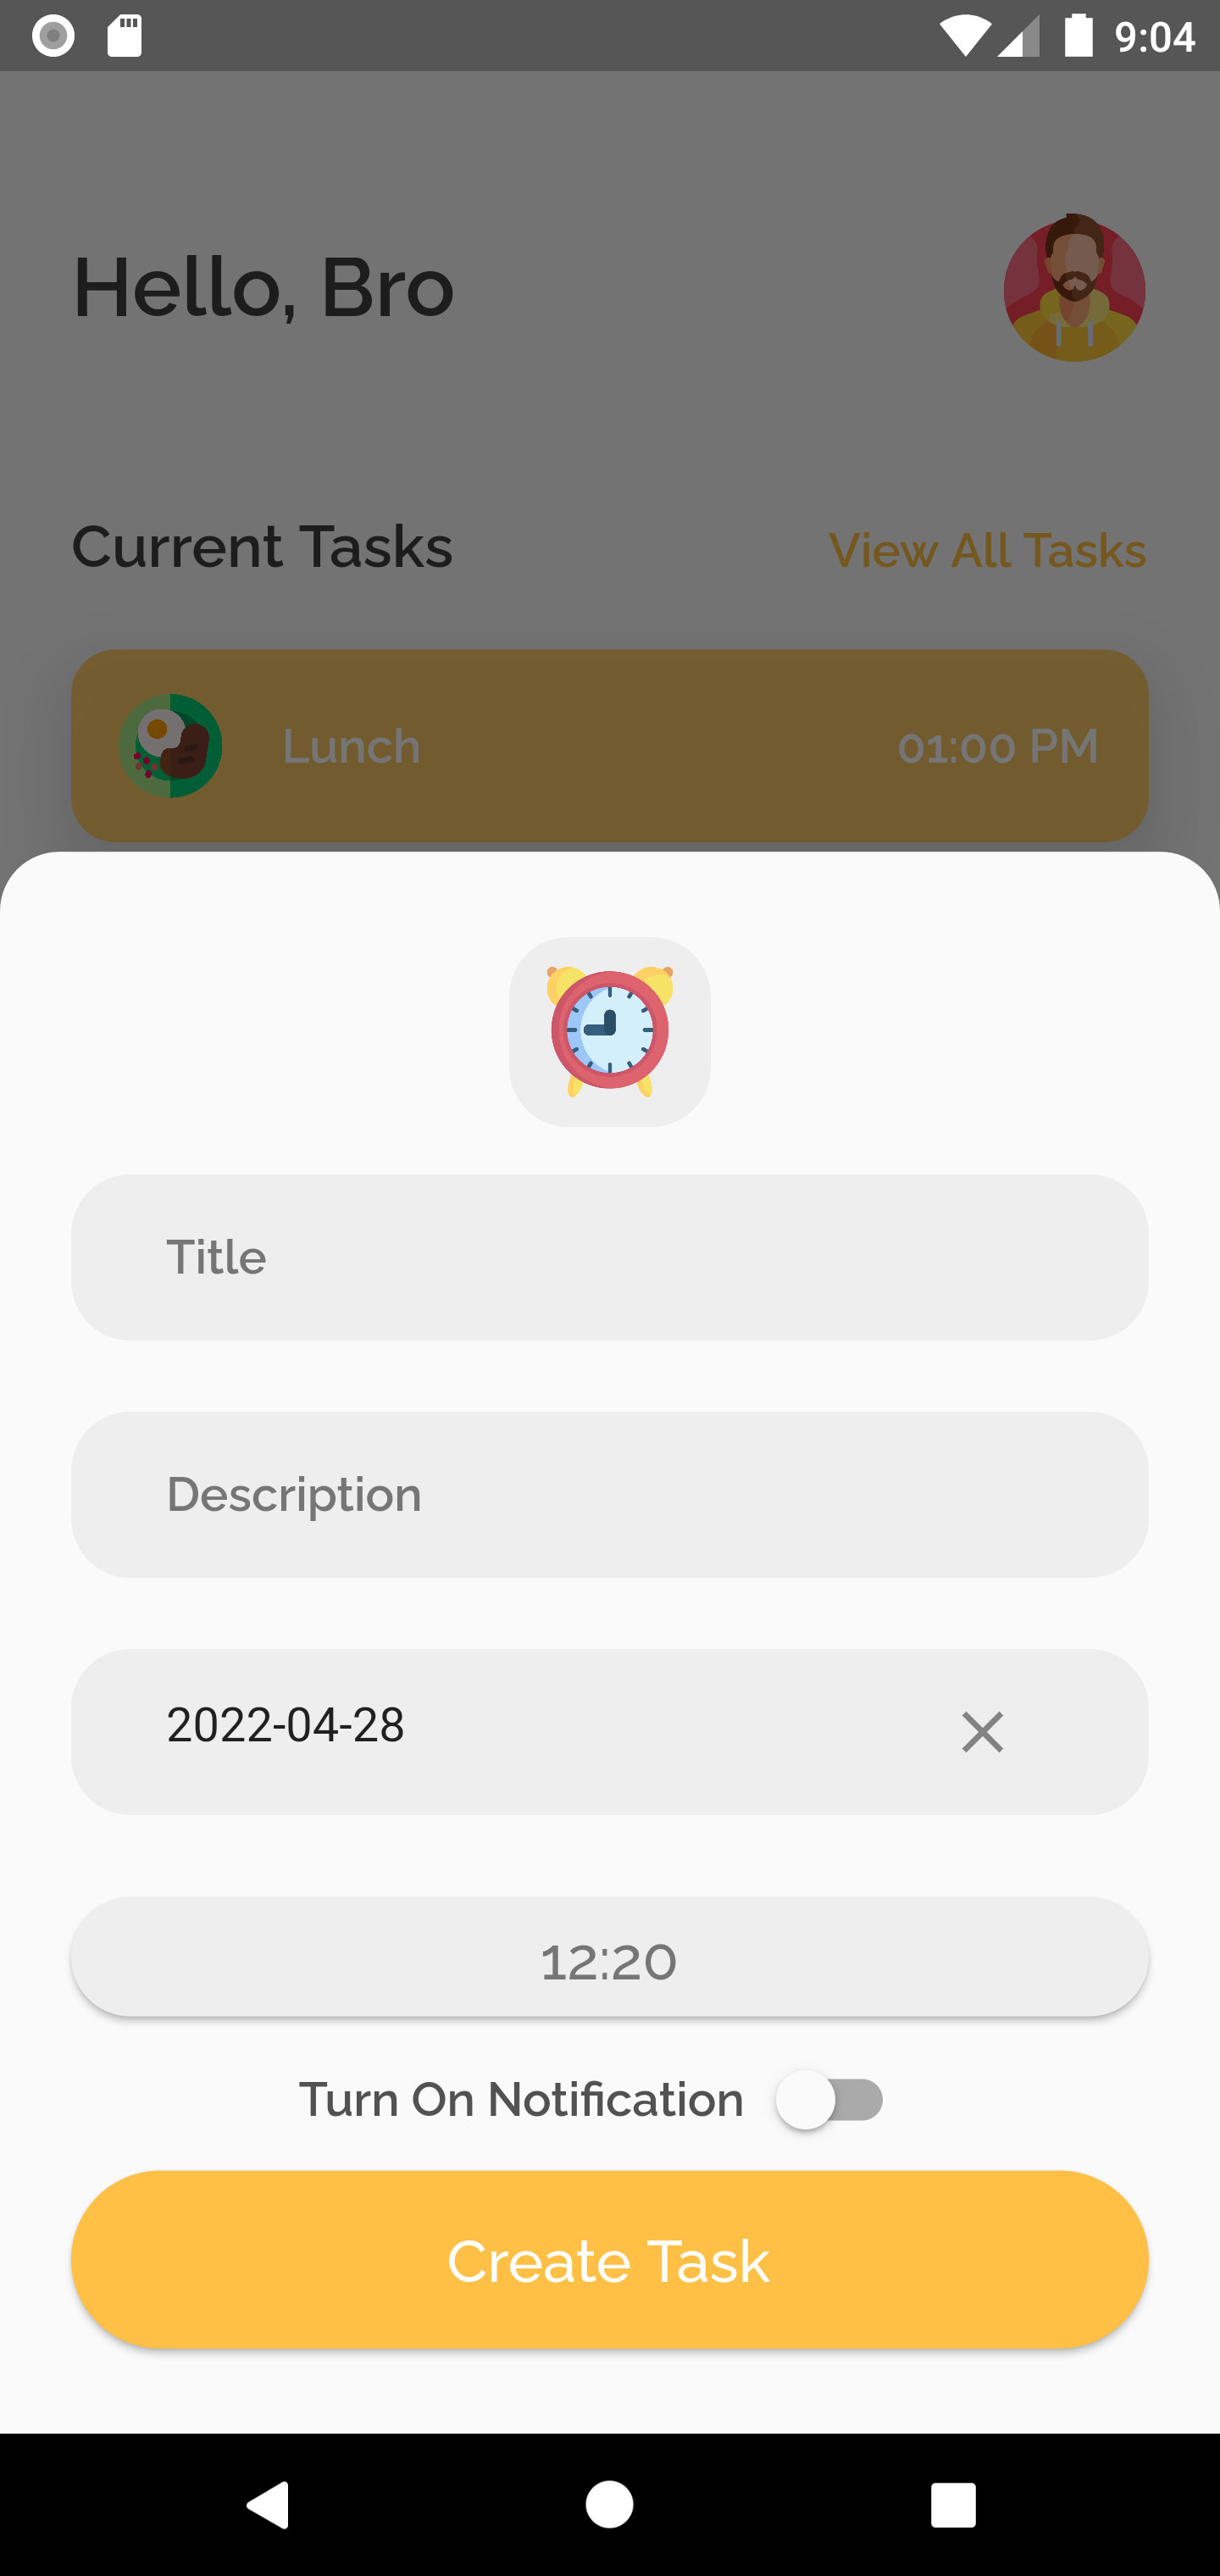 9:04
Hello, Bro
Current Tasks
View All Tasks
Lunch
01:00 PM
Title
Description
2022-04-28
12:20
Turn On Notification
Create Task